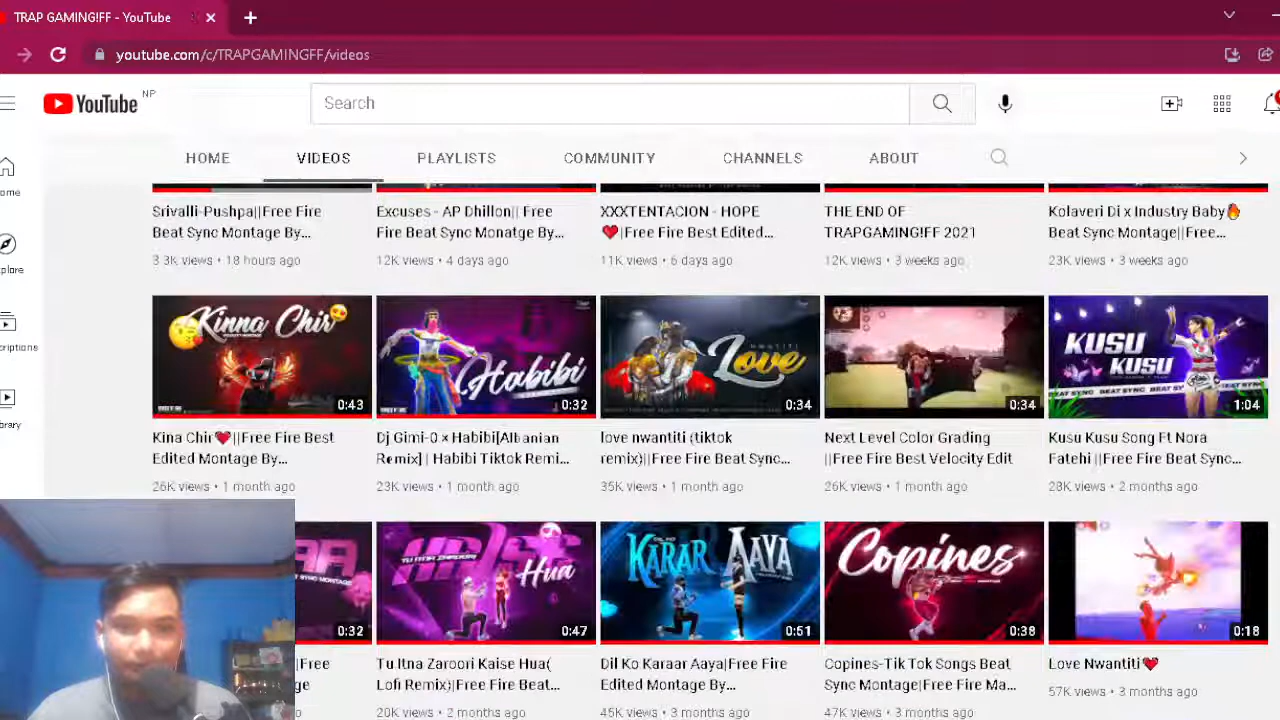 TRAP GAMING!FF - YouTube
youtube.com/c/TRAPGAMINGFF/videos
YouTube NP
Search
HOME VIDEOS PLAYLISTS COMMUNITY CHANNELS ABOUT
Srivalli-Pushpa||Free Fire
Beat Sync Montage By...
3.3K views • 18 hours ago
Excuses - AP Dhillon|| Free
Fire Beat Sync Monatge By...
12K views • 4 days ago
XXXTENTACION - HOPE
❤️|Free Fire Best Edited...
11K views • 6 days ago
THE END OF
TRAPGAMING!FF 2021
12K views • 3 weeks ago
Kolaveri Di x Industry Baby🔥
Beat Sync Montage||Free...
23K views • 3 weeks ago
Kinna Chir
0:43
Habibi
0:32
Love
0:34
0:34
KUSU
KUSU
BEAT SYNC
1:04
Kina Chir❤️||Free Fire Best
Edited Montage By...
26K views • 1 month ago
Dj Gimi-O × Habibi[Albanian
Remix] | Habibi Tiktok Remi...
23K views • 1 month ago
love nwantiti (tiktok
remix)||Free Fire Beat Sync...
35K views • 1 month ago
Next Level Color Grading
||Free Fire Best Velocity Edit
26K views • 1 month ago
Kusu Kusu Song Ft Nora
Fatehi ||Free Fire Beat Sync...
28K views • 2 months ago
0:32
TU ITNA ZAROORI
Hua
0:47
DIL KO
KARAR AAYA
0:51
Copines
0:38
0:18
|Free
ge
Tu Itna Zaroori Kaise Hua(
Lofi Remix)|Free Fire Beat...
20K views • 2 months ago
Dil Ko Karaar Aaya|Free Fire
Edited Montage By...
45K views • 3 months ago
Copines-Tik Tok Songs Beat
Sync Montage|Free Fire Ma...
47K views • 3 months ago
Love Nwantiti❤️
57K views • 3 months ago